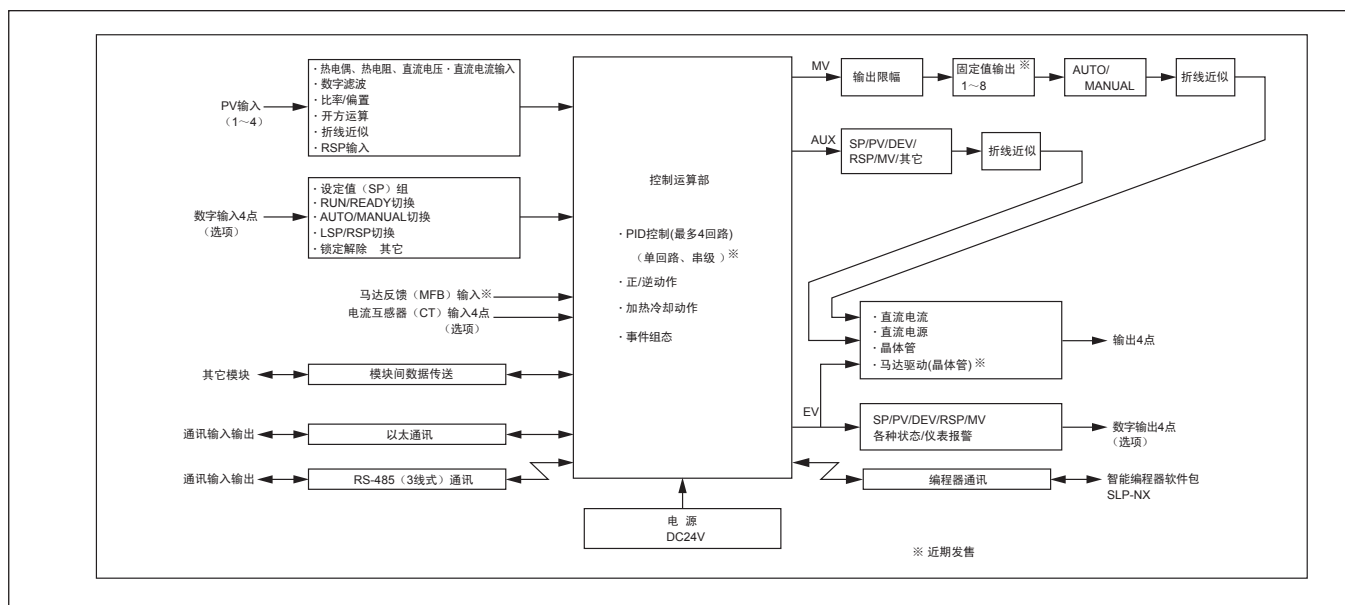 PV输入
（1～4）
・热电偶、热电阻、直流电压・直流电流输入
・数字滤波
・比率/偏置
・开方运算
・折线近似
・RSP输入
数字输入4点
（选项）
・设定值（SP）组
・RUN/READY切换
・AUTO/MANUAL切换
・LSP/RSP切换
・锁定解除　其它
马达反馈（MFB）输入※
电流互感器（CT）输入4点
（选项）
其它模块
模块间数据传送
通讯输入输出
以太通讯
通讯输入输出
RS-485（3线式）通讯
控制运算部
・PID控制(最多4回路)
（单回路、串级 ）※
・正/逆动作
・加热冷却动作
・事件组态
电 源
DC24V
MV
输出限幅
固定值输出※
1～8
AUTO/
MANUAL
折线近似
AUX
SP/PV/DEV/
RSP/MV/其它
折线近似
・直流电流
・直流电源
・晶体管
・马达驱动(晶体管)※
输出4点
EV
SP/PV/DEV/RSP/MV
各种状态/仪表报警
数字输出4点
（选项）
编程器通讯
智能编程器软件包
SLP-NX
※ 近期发售